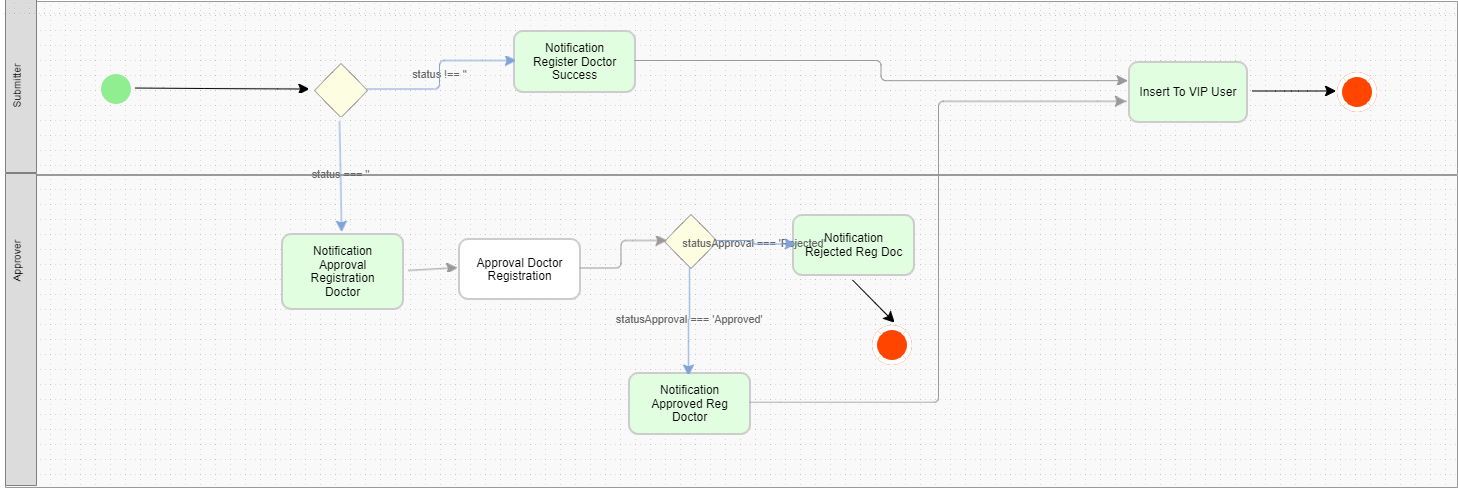 Submitter
Notification
Register Doctor
Success
status !== ''
Insert To VIP User
status === ''
Approver
Notification
Approval
Registration
Doctor
Approval Doctor
Registration
statusApproval === 'Rejected'
Notification
Rejected Reg Doc
statusApproval === 'Approved'
Notification
Approved Reg
Doctor